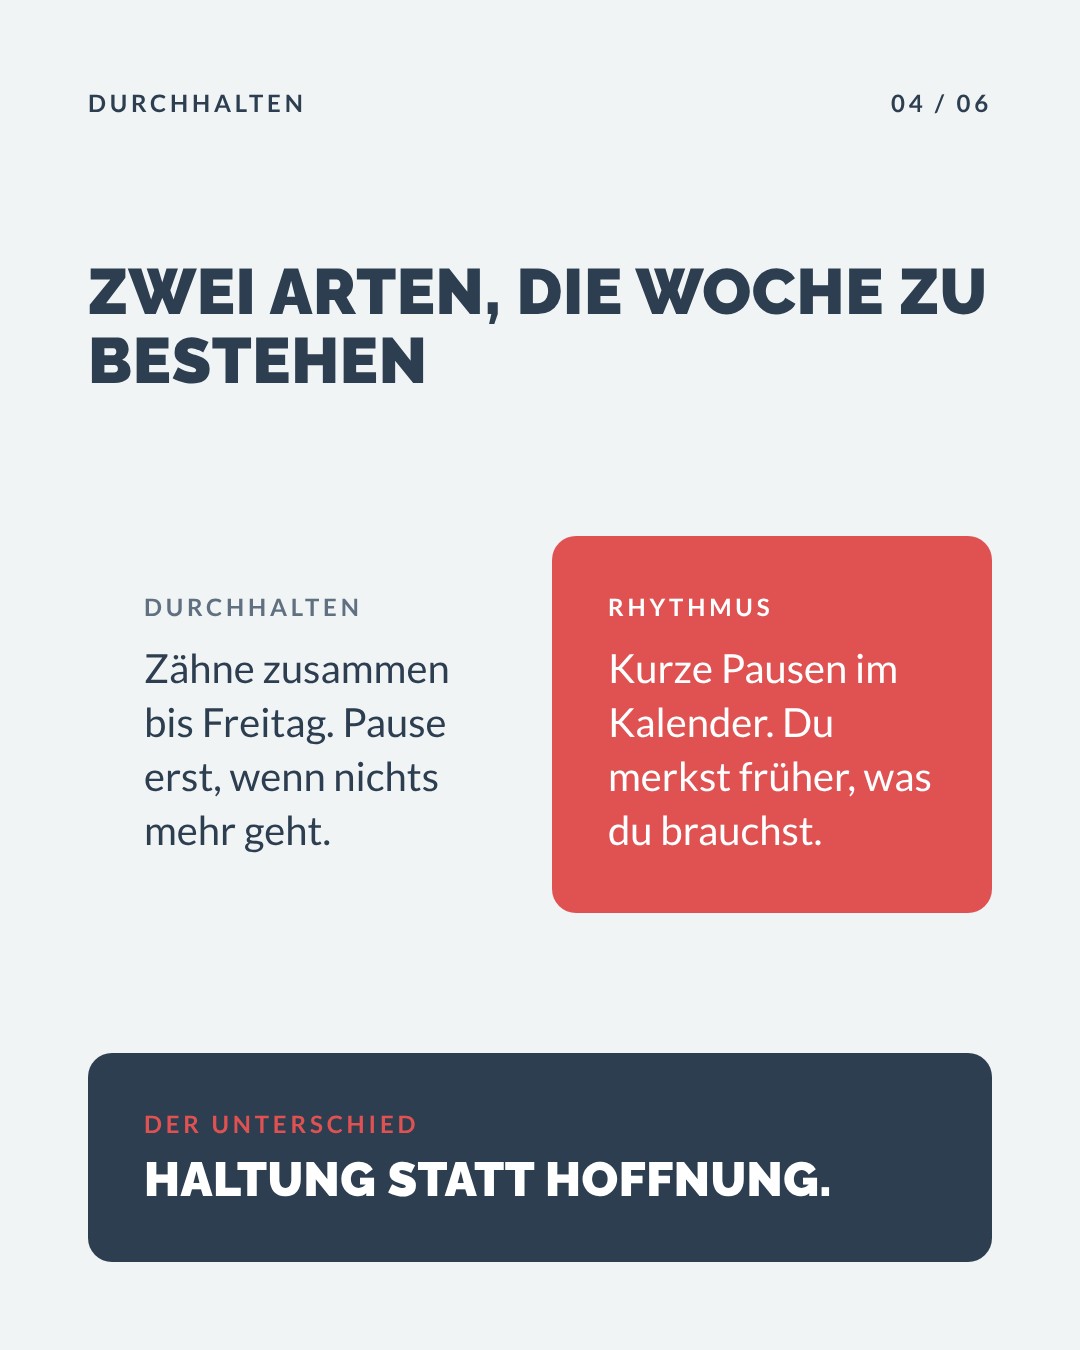 DURCHHALTEN
04 / 06
ZWEI ARTEN, DIE WOCHE ZU
BESTEHEN
DURCHHALTEN
Zähne zusammen
bis Freitag. Pause
erst, wenn nichts
mehr geht.
RHYTHMUS
Kurze Pausen im
Kalender. Du
merkst früher, was
du brauchst.
DER UNTERSCHIED
HALTUNG STATT HOFFNUNG.